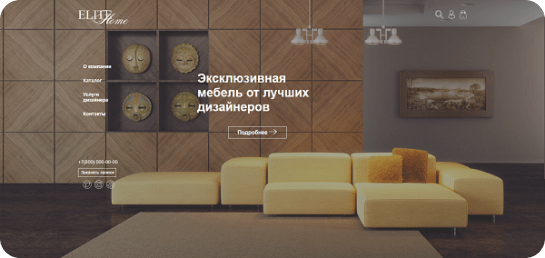 ELITE
Home
О компании
Каталог
Услуги
дизайнера
Контакты
Эксклюзивная
мебель от лучших
дизайнеров
Подробнее
+7(800) 000-00-00
Заказать звонок